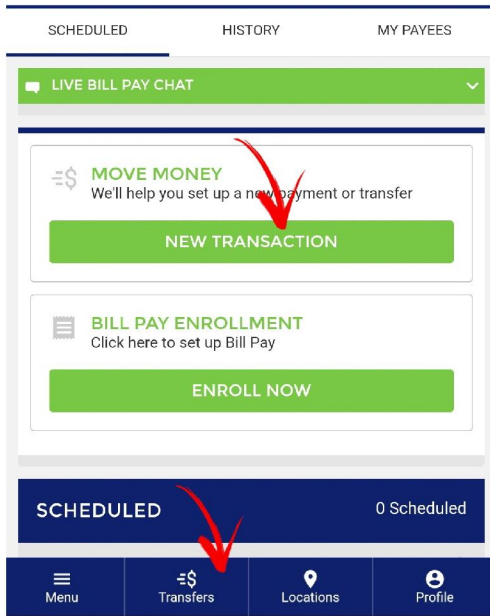 SCHEDULED HISTORY MY PAYEES
LIVE BILL PAY CHAT
MOVE MONEY
We'll help you set up a new payment or transfer
NEW TRANSACTION
BILL PAY ENROLLMENT
Click here to set up Bill Pay
ENROLL NOW
SCHEDULED 0 Scheduled
Menu Transfers Locations Profile